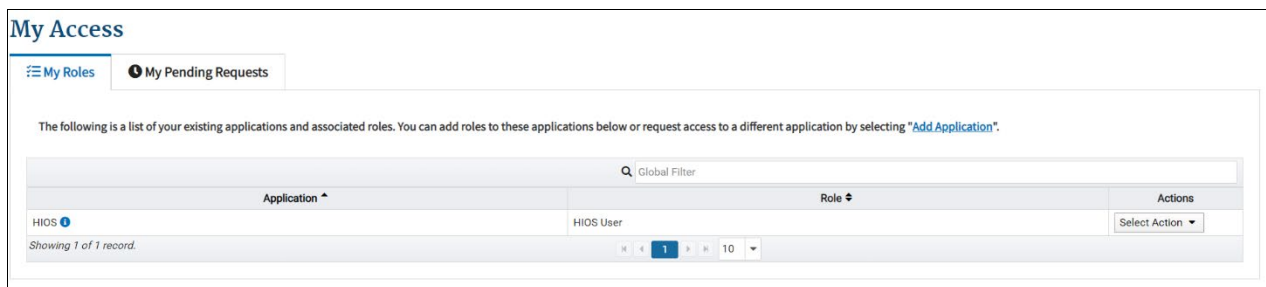 My Access
My Roles
My Pending Requests
The following is a list of your existing applications and associated roles. You can add roles to these applications below or request access to a different application by selecting "Add Application".
Global Filter
Application Role Actions
HIOS HIOS User Select Action
Showing 1 of 1 record. 1 10